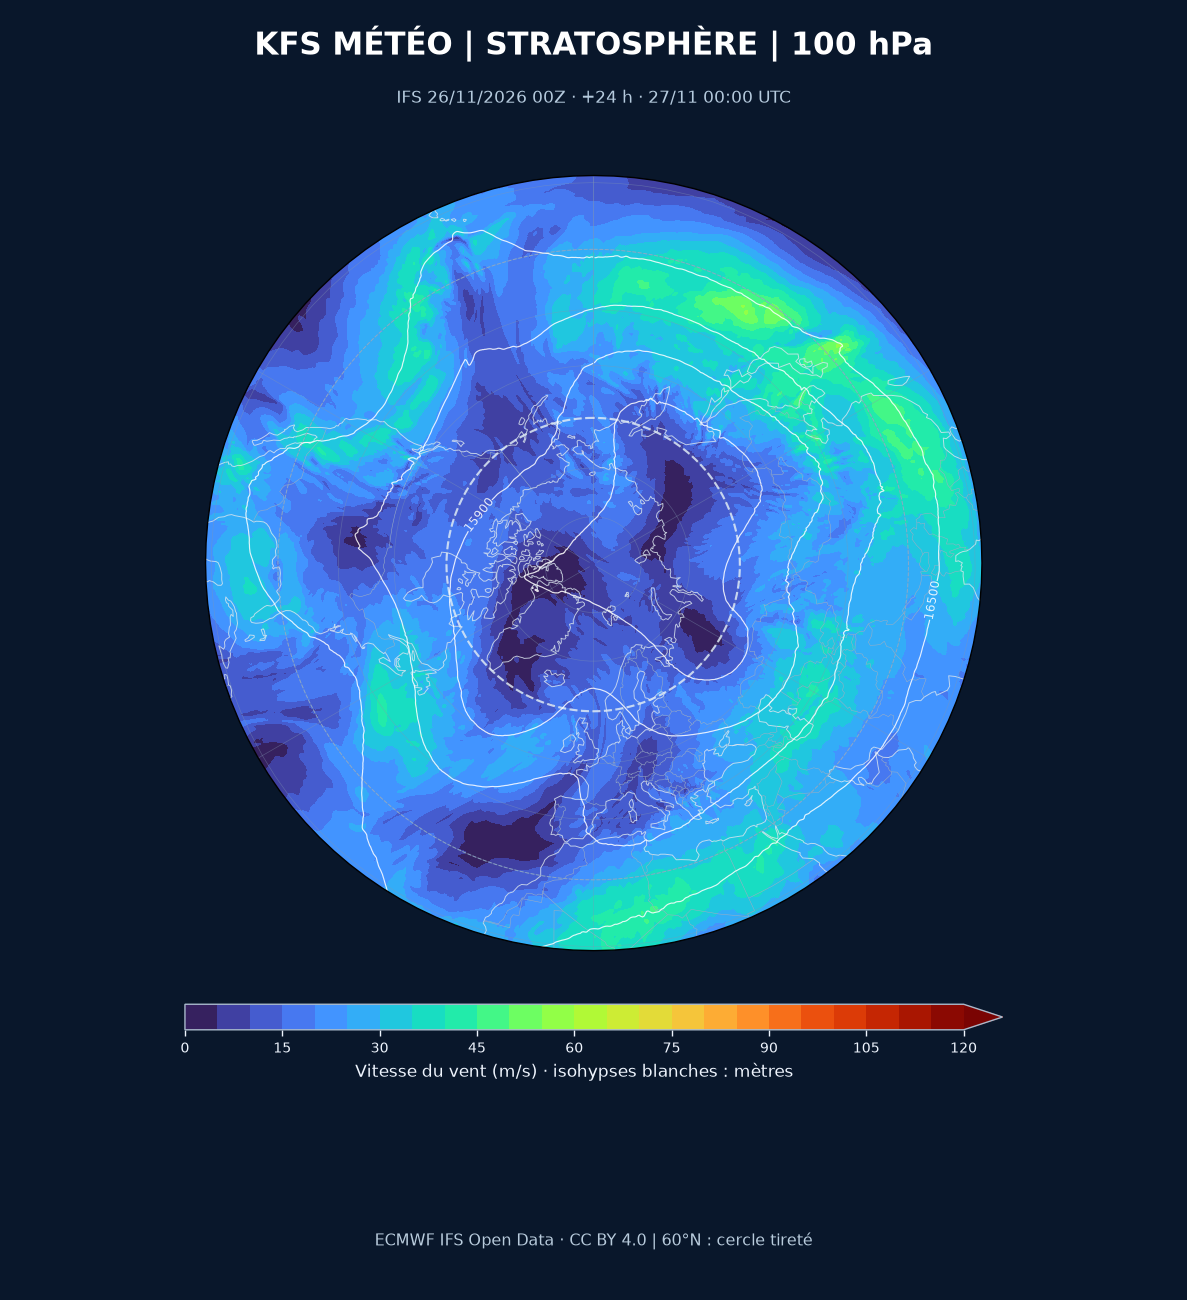 KFS MÉTÉO | STRATOSPHÈRE | 100 hPa
IFS 26/11/2026 00Z · +24 h · 27/11 00:00 UTC
15900
16500
0 15 30 45 60 75 90 105 120
Vitesse du vent (m/s) · isohypses blanches : mètres
ECMWF IFS Open Data · CC BY 4.0 | 60°N : cercle tireté